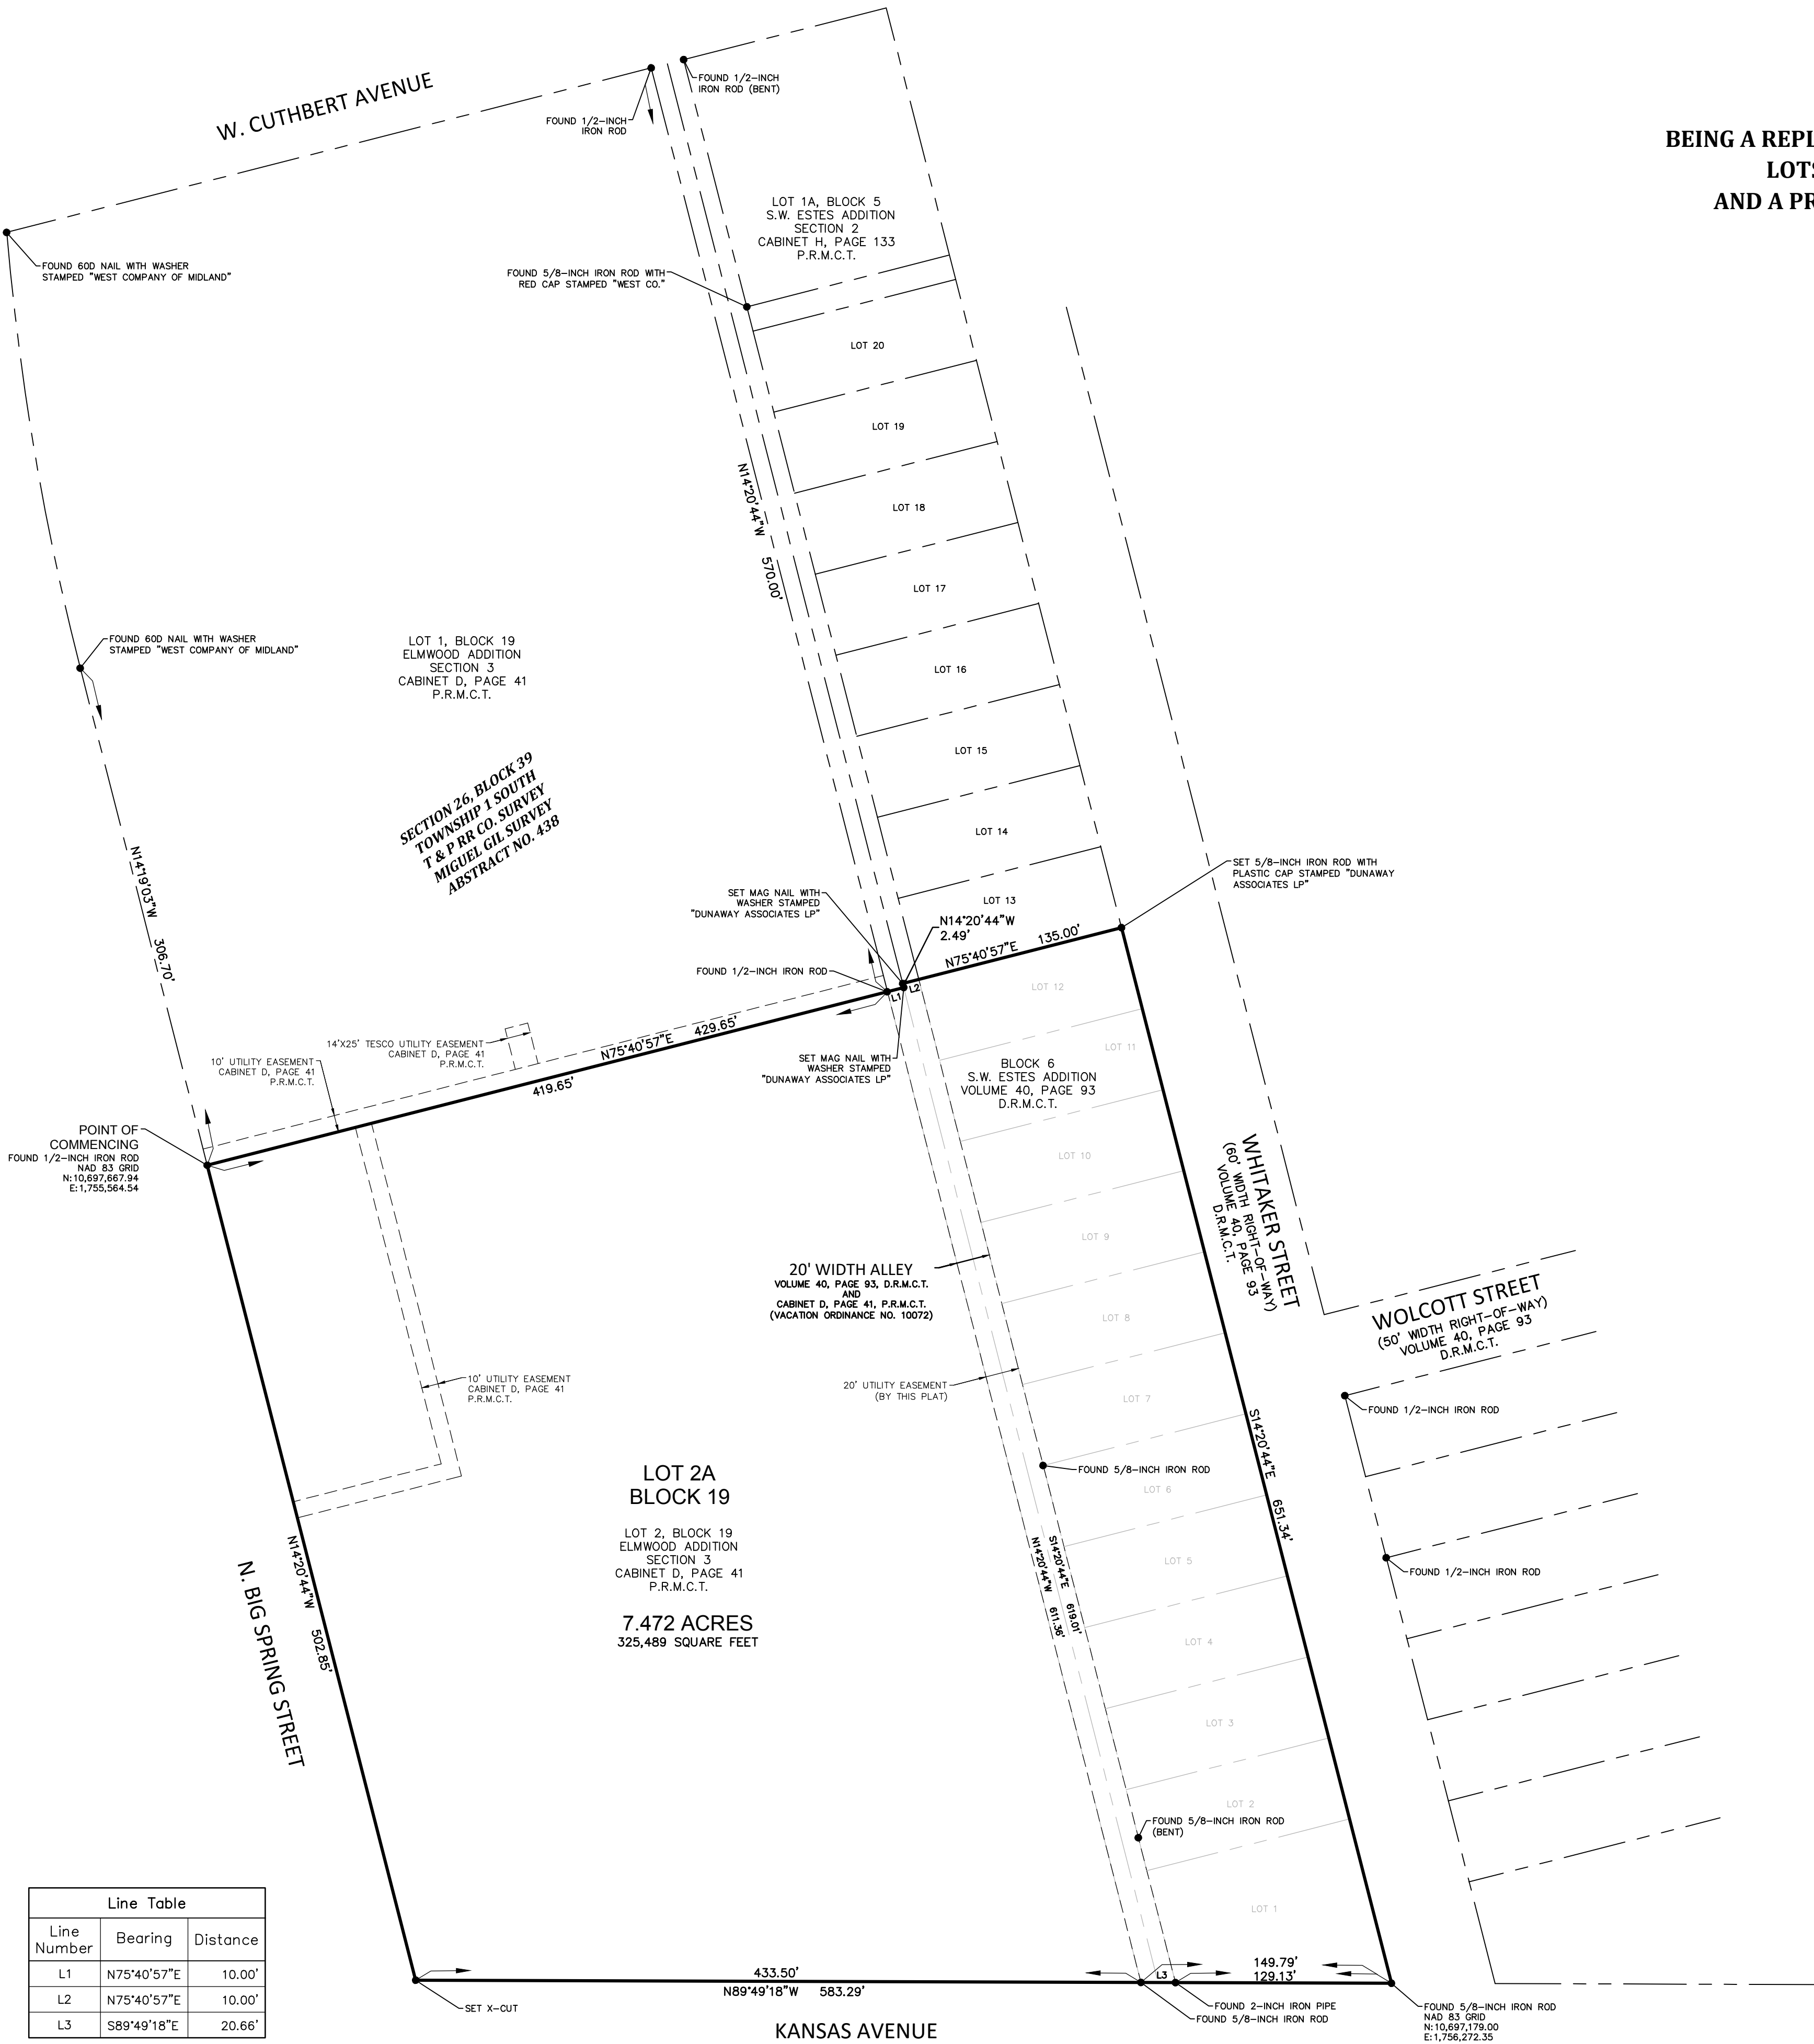 W. CUTHBERT AVENUE
FOUND 1/2-INCH
IRON ROD (BENT)
FOUND 1/2-INCH
IRON ROD
BEING A REPL
LOTS
AND A PR
LOT 1A, BLOCK 5
S.W. ESTES ADDITION
SECTION 2
CABINET H, PAGE 133
P.R.M.C.T.
FOUND 60D NAIL WITH WASHER
STAMPED "WEST COMPANY OF MIDLAND"
FOUND 5/8-INCH IRON ROD WITH
RED CAP STAMPED "WEST CO."
LOT 20
LOT 19
LOT 18
N14°20'44"W 570.00'
LOT 17
LOT 16
LOT 15
LOT 14
LOT 13
FOUND 60D NAIL WITH WASHER
STAMPED "WEST COMPANY OF MIDLAND"
LOT 1, BLOCK 19
ELMWOOD ADDITION
SECTION 3
CABINET D, PAGE 41
P.R.M.C.T.
SECTION 26, BLOCK 39
TOWNSHIP 1 SOUTH
T & P RR CO. SURVEY
MIGUEL GIL SURVEY
ABSTRACT NO. 438
N14°19'03"W 306.70'
SET 5/8-INCH IRON ROD WITH
PLASTIC CAP STAMPED "DUNAWAY
ASSOCIATES LP"
SET MAG NAIL WITH
WASHER STAMPED
"DUNAWAY ASSOCIATES LP"
N14°20'44"W
2.49'
N75°40'57"E 135.00'
FOUND 1/2-INCH IRON ROD
L1
L2
LOT 12
LOT 11
N75°40'57"E 429.65'
419.65'
14'X25' TESCO UTILITY EASEMENT
CABINET D, PAGE 41
P.R.M.C.T.
10' UTILITY EASEMENT
CABINET D, PAGE 41
P.R.M.C.T.
SET MAG NAIL WITH
WASHER STAMPED
"DUNAWAY ASSOCIATES LP"
BLOCK 6
S.W. ESTES ADDITION
VOLUME 40, PAGE 93
D.R.M.C.T.
POINT OF
COMMENCING
FOUND 1/2-INCH IRON ROD
NAD 83 GRID
N:10,697,667.94
E:1,755,564.54
LOT 10
LOT 9
LOT 8
LOT 7
WHITAKER STREET
(60' WIDTH RIGHT-OF-WAY)
VOLUME 40, PAGE 93
D.R.M.C.T.
20' WIDTH ALLEY
VOLUME 40, PAGE 93, D.R.M.C.T.
AND
CABINET D, PAGE 41, P.R.M.C.T.
(VACATION ORDINANCE NO. 10072)
WOLCOTT STREET
(50' WIDTH RIGHT-OF-WAY)
VOLUME 40, PAGE 93
D.R.M.C.T.
10' UTILITY EASEMENT
CABINET D, PAGE 41
P.R.M.C.T.
20' UTILITY EASEMENT
(BY THIS PLAT)
FOUND 1/2-INCH IRON ROD
S14°20'44"E 651.34'
FOUND 5/8-INCH IRON ROD
LOT 6
LOT 2A
BLOCK 19
LOT 2, BLOCK 19
ELMWOOD ADDITION
SECTION 3
CABINET D, PAGE 41
P.R.M.C.T.
7.472 ACRES
325,489 SQUARE FEET
S14°20'44"E 619.01'
N14°20'44"W 611.36'
LOT 5
FOUND 1/2-INCH IRON ROD
N14°20'44"W 502.85'
N. BIG SPRING STREET
LOT 4
LOT 3
LOT 2
FOUND 5/8-INCH IRON ROD
(BENT)
LOT 1
Line Table
Line Number Bearing Distance
L1 N75°40'57"E 10.00'
L2 N75°40'57"E 10.00'
L3 S89°49'18"E 20.66'
433.50'
N89°49'18"W 583.29'
L3
149.79'
129.13'
SET X-CUT
FOUND 2-INCH IRON PIPE
FOUND 5/8-INCH IRON ROD
FOUND 5/8-INCH IRON ROD
NAD 83 GRID
N:10,697,179.00
E:1,756,272.35
KANSAS AVENUE